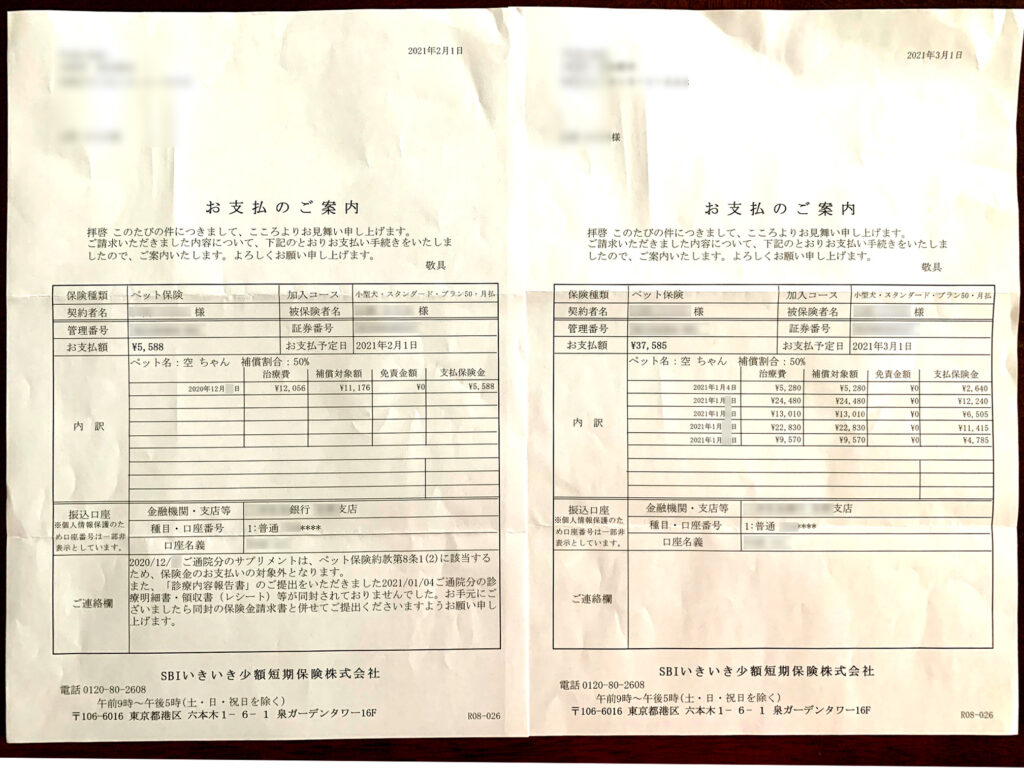 2021年2月1日
お支払のご案内
拝啓 このたびの件につきまして、こころよりお見舞い申し上げます。
ご請求いただきました内容について、下記のとおりお支払い手続きをいたしま
したので、ご案内いたします。よろしくお願い申し上げます。
敬具
保険種類 ペット保険 加入コース 小型犬・スタンダード・プラン50・月払
契約者名 様 被保険者名 様
管理番号 証券番号
お支払額 ¥5,588 お支払予定日 2021年2月1日
ペット名：空 ちゃん 補償割合：50%
治療費 補償対象額 免責金額 支払保険金
2020年12月 日 ¥12,056 ¥11,176 ¥0 ¥5,588
内 訳
振込口座 金融機関・支店等 銀行 支店
※個人情報保護のた
め口座番号は一部非
表示としています。
種目・口座番号 1：普通 ****
口座名義
ご連絡欄
2020/12/ ご通院分のサプリメントは、ペット保険約款第8条1(2)に該当する
ため、保険金のお支払いの対象外となります。
また、「診療内容報告書」のご提出をいただきました2021/01/04ご通院分の診
療明細書・領収書（レシート）等が同封されておりませんでした。お手元にご
ざいましたら同封の保険金請求書と併せてご提出くださいますようお願い申し
上げます。
SBIいきいき少額短期保険株式会社
電話 0120-80-2608
午前9時～午後5時(土・日・祝日を除く)
〒106-6016 東京都港区 六本木1－6－1 泉ガーデンタワー16F
R08-026
2021年3月1日
様
お支払のご案内
拝啓 このたびの件につきまして、こころよりお見舞い申し上げます。
ご請求いただきました内容について、下記のとおりお支払い手続きをいたしま
したので、ご案内いたします。よろしくお願い申し上げます。
敬具
保険種類 ペット保険 加入コース 小型犬・スタンダード・プラン50・月払
契約者名 様 被保険者名 様
管理番号 証券番号
お支払額 ¥37,585 お支払予定日 2021年3月1日
ペット名：空 ちゃん 補償割合：50%
治療費 補償対象額 免責金額 支払保険金
2021年1月4日 ¥5,280 ¥5,280 ¥0 ¥2,640
2021年1月 日 ¥24,480 ¥24,480 ¥0 ¥12,240
2021年1月 日 ¥13,010 ¥13,010 ¥0 ¥6,505
2021年1月 日 ¥22,830 ¥22,830 ¥0 ¥11,415
2021年1月 日 ¥9,570 ¥9,570 ¥0 ¥4,785
内 訳
振込口座 金融機関・支店等 支店
※個人情報保護のた
め口座番号は一部非
表示としています。
種目・口座番号 1：普通 ****
口座名義
ご連絡欄
SBIいきいき少額短期保険株式会社
電話 0120-80-2608
午前9時～午後5時(土・日・祝日を除く)
〒106-6016 東京都港区 六本木1－6－1 泉ガーデンタワー16F
R08-026